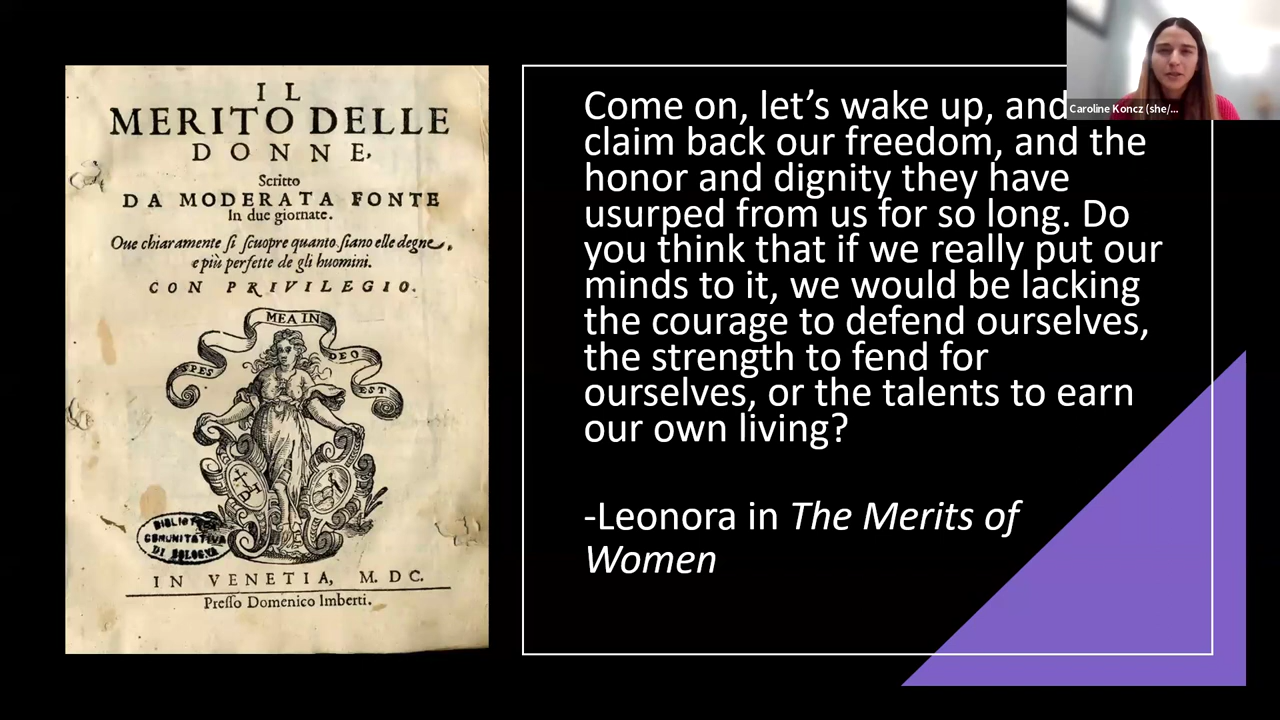 IL
MERITO DELLE
DONNE,
Scritto
DA MODERATA FONTE
In due giornate.
Oue chiaramente ſi ſcuopre quanto ſiano elle degne,
e più perfette de gli huomini.
CON PRIVILEGIO.
SPES MEA IN DEO EST
BIBLIOTECA
COMUNITATIVA
DI BOLOGNA
IN VENETIA, M. DC.
Preſſo Domenico Imberti.
Come on, let’s wake up, and
claim back our freedom, and the
honor and dignity they have
usurped from us for so long. Do
you think that if we really put our
minds to it, we would be lacking
the courage to defend ourselves,
the strength to fend for
ourselves, or the talents to earn
our own living?
-Leonora in The Merits of
Women
Caroline Koncz (she/...